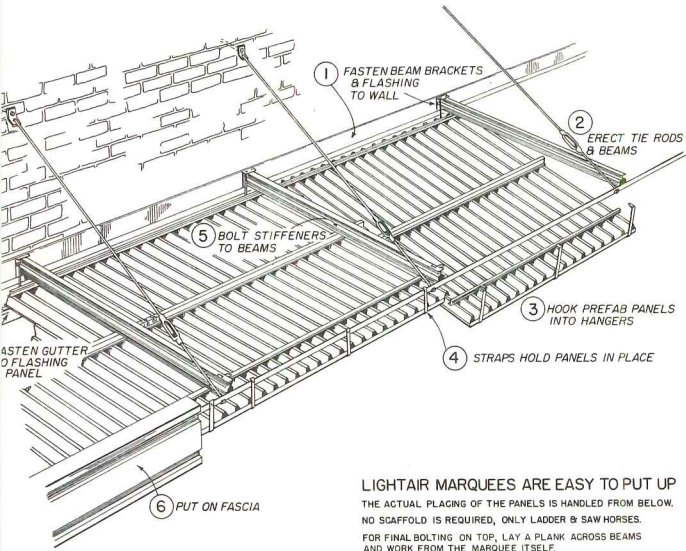 1 FASTEN BEAM BRACKETS
& FLASHING
TO WALL
2 ERECT TIE RODS
& BEAMS
5 BOLT STIFFENERS
TO BEAMS
3 HOOK PREFAB PANELS
INTO HANGERS
4 STRAPS HOLD PANELS IN PLACE
ASTEN GUTTER
O FLASHING
PANEL
6 PUT ON FASCIA
LIGHTAIR MARQUEES ARE EASY TO PUT UP
THE ACTUAL PLACING OF THE PANELS IS HANDLED FROM BELOW.
NO SCAFFOLD IS REQUIRED, ONLY LADDER & SAW HORSES.
FOR FINAL BOLTING ON TOP, LAY A PLANK ACROSS BEAMS
AND WORK FROM THE MARQUEE ITSELF.